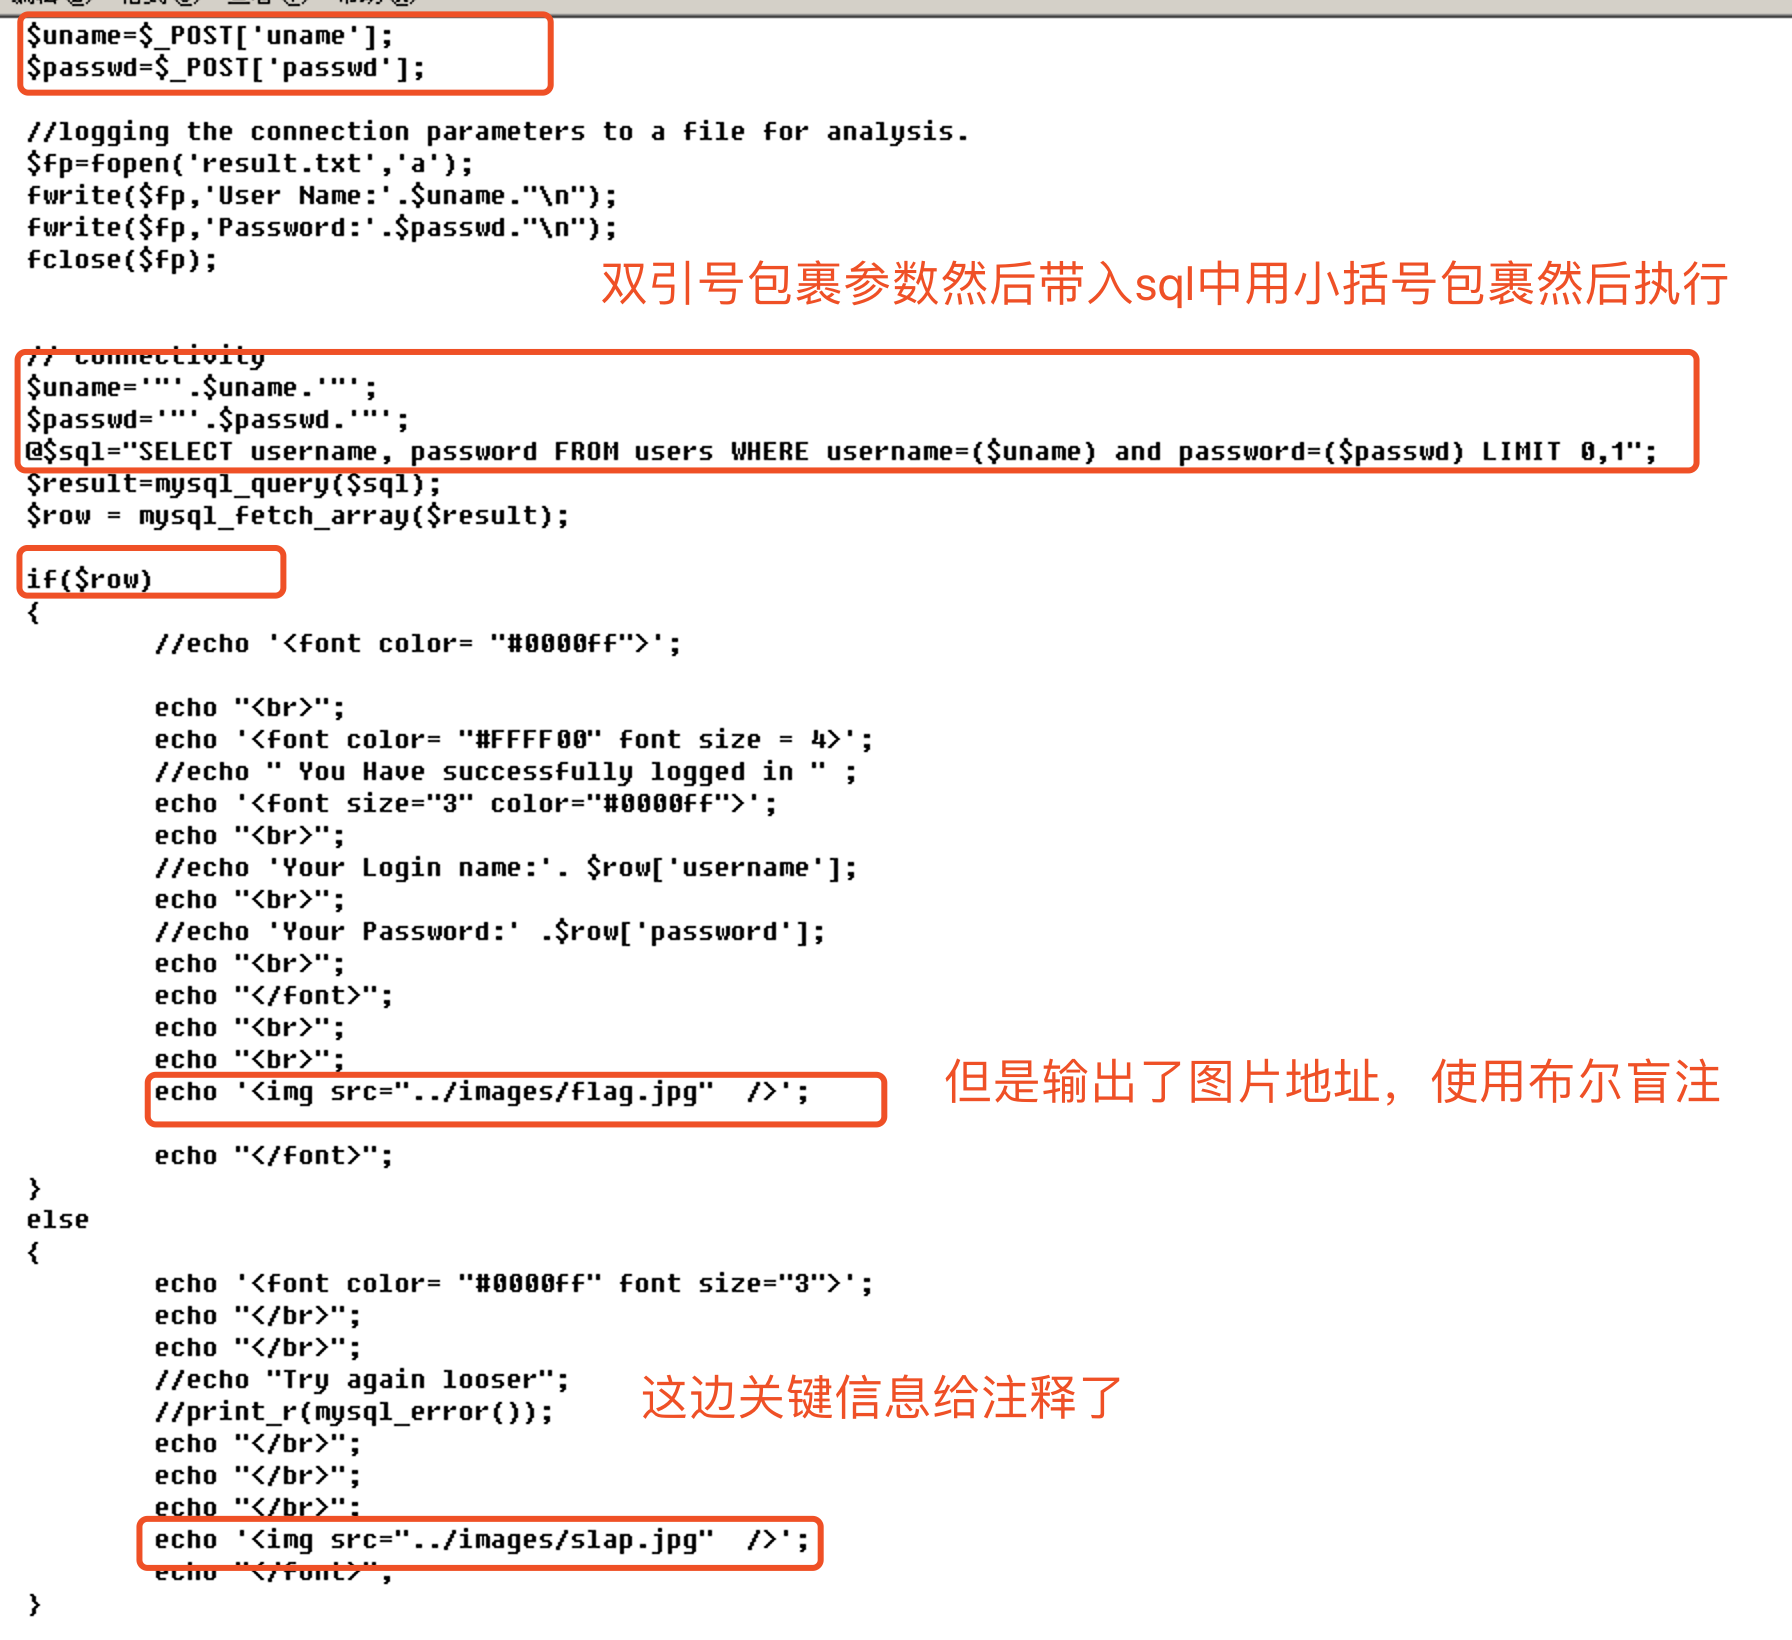 $uname=$_POST['uname'];
$passwd=$_POST['passwd'];
//logging the connection parameters to a file for analysis.
$fp=fopen('result.txt','a');
fwrite($fp,'User Name:'.$uname."\n");
fwrite($fp,'Password:'.$passwd."\n");
fclose($fp);
双引号包裹参数然后带入sql中用小括号包裹然后执行
// connectivity
$uname='"'.$uname.'"';
$passwd='"'.$passwd.'"';
@$sql="SELECT username, password FROM users WHERE username=($uname) and password=($passwd) LIMIT 0,1";
$result=mysql_query($sql);
$row = mysql_fetch_array($result);
if($row)
{
//echo '<font color= "#0000ff">';
echo "<br>";
echo '<font color= "#FFFF00" font size = 4>';
//echo " You Have successfully logged in " ;
echo '<font size="3" color="#0000ff">';
echo "<br>";
//echo 'Your Login name:'. $row['username'];
echo "<br>";
//echo 'Your Password:' .$row['password'];
echo "<br>";
echo "</font>";
echo "<br>";
echo "<br>";
echo '<img src="../images/flag.jpg"  />';
但是输出了图片地址，使用布尔盲注
echo "</font>";
}
else
{
echo '<font color= "#0000ff" font size="3">';
echo "</br>";
echo "</br>";
//echo "Try again looser";
//print_r(mysql_error());
这边关键信息给注释了
echo "</br>";
echo "</br>";
echo "</br>";
echo '<img src="../images/slap.jpg"  />';
echo "</font>";
}